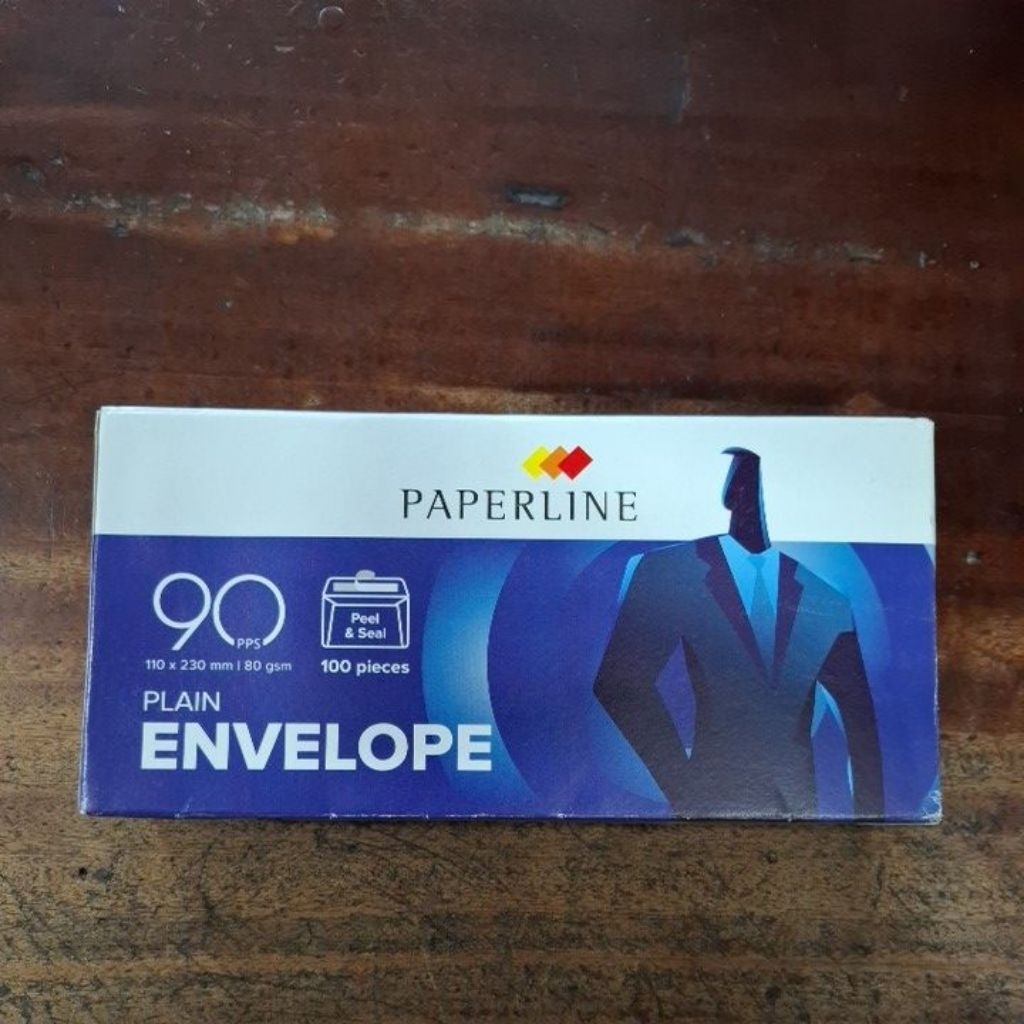 PAPERLINE
90 PPS
110 x 230 mm | 80 gsm
Peel
& Seal
100 pieces
PLAIN
ENVELOPE